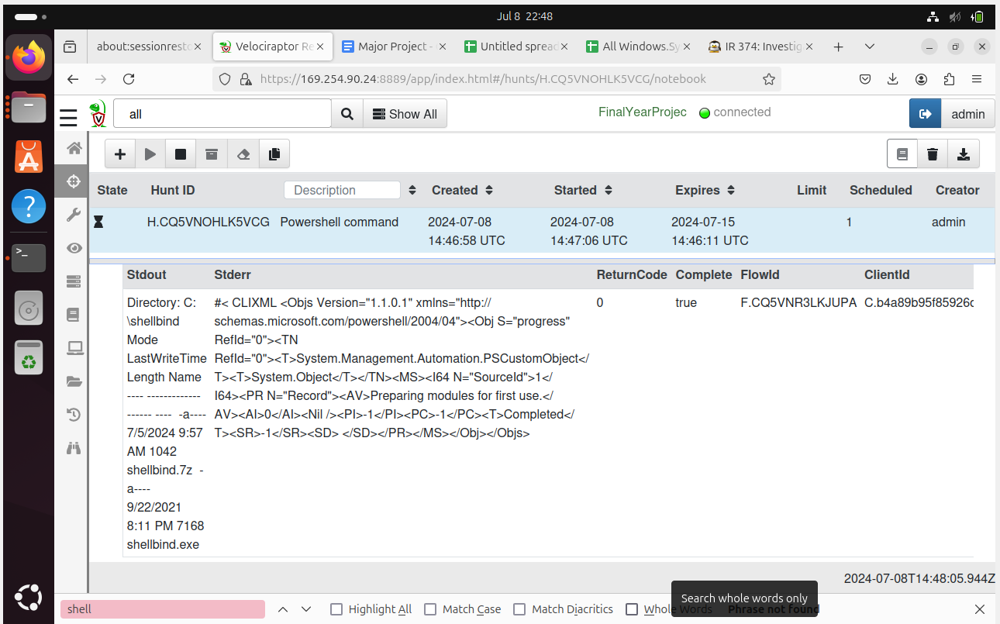 Jul 8 22:48
about:sessionresto
Velociraptor Re
Major Project -
Untitled spread
All Windows.Sy
IR 374: Investig
https://169.254.90.24:8889/app/index.html#/hunts/H.CQ5VNOHLK5VCG/notebook
all
Show All
FinalYearProjec
connected
admin
State Hunt ID Description Created Started Expires Limit Scheduled Creator
H.CQ5VNOHLK5VCG Powershell command 2024-07-08 2024-07-08 2024-07-15 1 admin
14:46:58 UTC 14:47:06 UTC 14:46:11 UTC
Stdout Stderr ReturnCode Complete FlowId ClientId
Directory: C: #< CLIXML <Objs Version="1.1.0.1" xmlns="http:// 0 true F.CQ5VNR3LKJUPA C.b4a89b95f85926c
\shellbind schemas.microsoft.com/powershell/2004/04"><Obj S="progress"
Mode RefId="0"><TN
LastWriteTime RefId="0"><T>System.Management.Automation.PSCustomObject</
Length Name T><T>System.Object</T></TN><MS><I64 N="SourceId">1</
---- ------------- I64><PR N="Record"><AV>Preparing modules for first use.</
------ ---- -a---- AV><AI>0</AI><Nil /><PI>-1</PI><PC>-1</PC><T>Completed</
7/5/2024 9:57 T><SR>-1</SR><SD> </SD></PR></MS></Obj></Objs>
AM 1042
shellbind.7z -
a----
9/22/2021
8:11 PM 7168
shellbind.exe
2024-07-08T14:48:05.944Z
Search whole words only
shell Highlight All Match Case Match Diacritics Whole Words Phrase not found